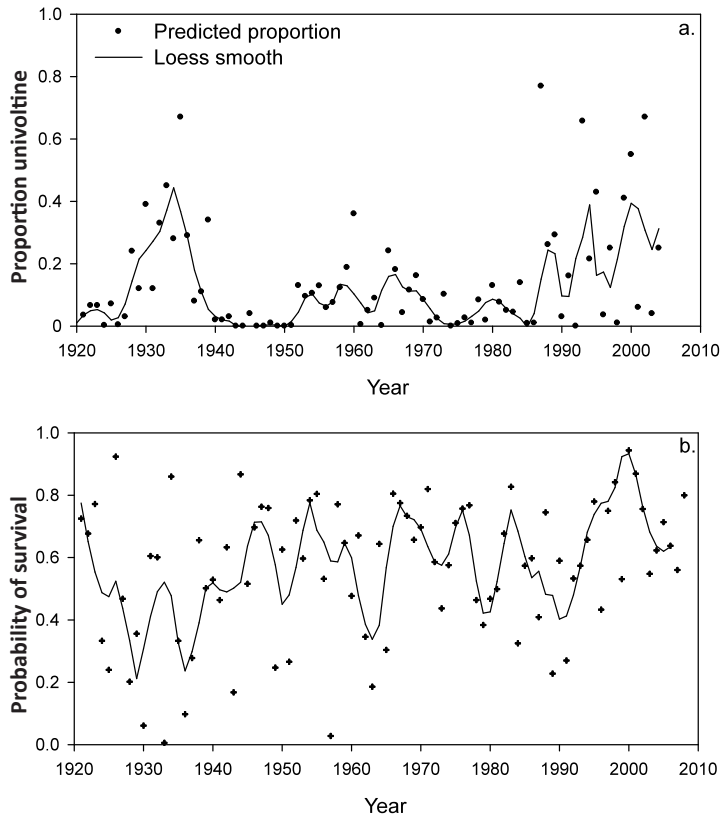 1.0
a.
Predicted proportion
Loess smooth
0.8
0.6
0.4
0.2
0
Proportion univoltine
1920 1930 1940 1950 1960 1970 1980 1990 2000 2010
Year
1.0
b.
0.8
0.6
0.4
0.2
0.0
Probability of survival
1920 1930 1940 1950 1960 1970 1980 1990 2000 2010
Year